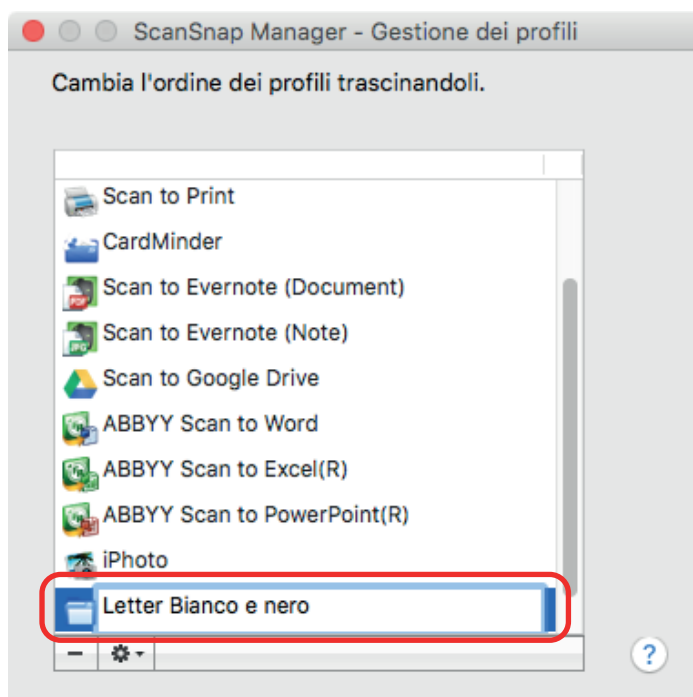 ScanSnap Manager - Gestione dei profili
Cambia l'ordine dei profili trascinandoli.
Scan to Print
CardMinder
Scan to Evernote (Document)
Scan to Evernote (Note)
Scan to Google Drive
ABBYY Scan to Word
ABBYY Scan to Excel(R)
ABBYY Scan to PowerPoint(R)
iPhoto
Letter Bianco e nero
?